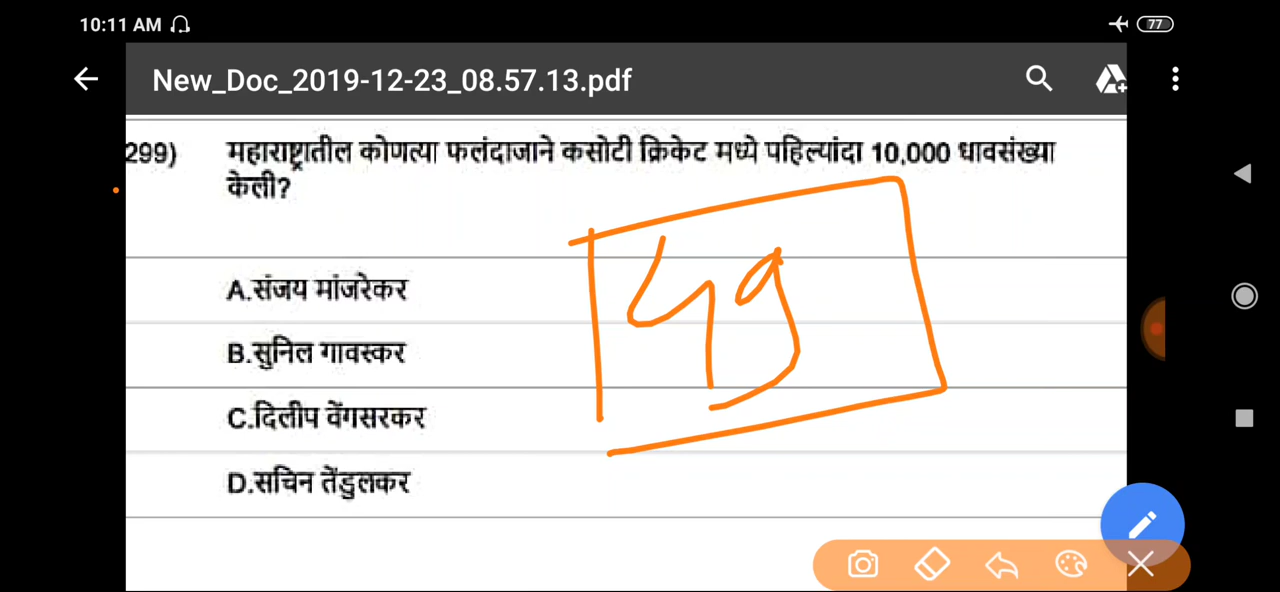 10:11 AM
77
New_Doc_2019-12-23_08.57.13.pdf
299) महाराष्ट्रातील कोणत्या फलंदाजाने कसोटी क्रिकेट मध्ये पहिल्यांदा 10,000 धावसंख्या
केली?
49
A.संजय मांजरेकर
B.सुनिल गावस्कर
C.दिलीप वेंगसरकर
D.सचिन तेंडुलकर